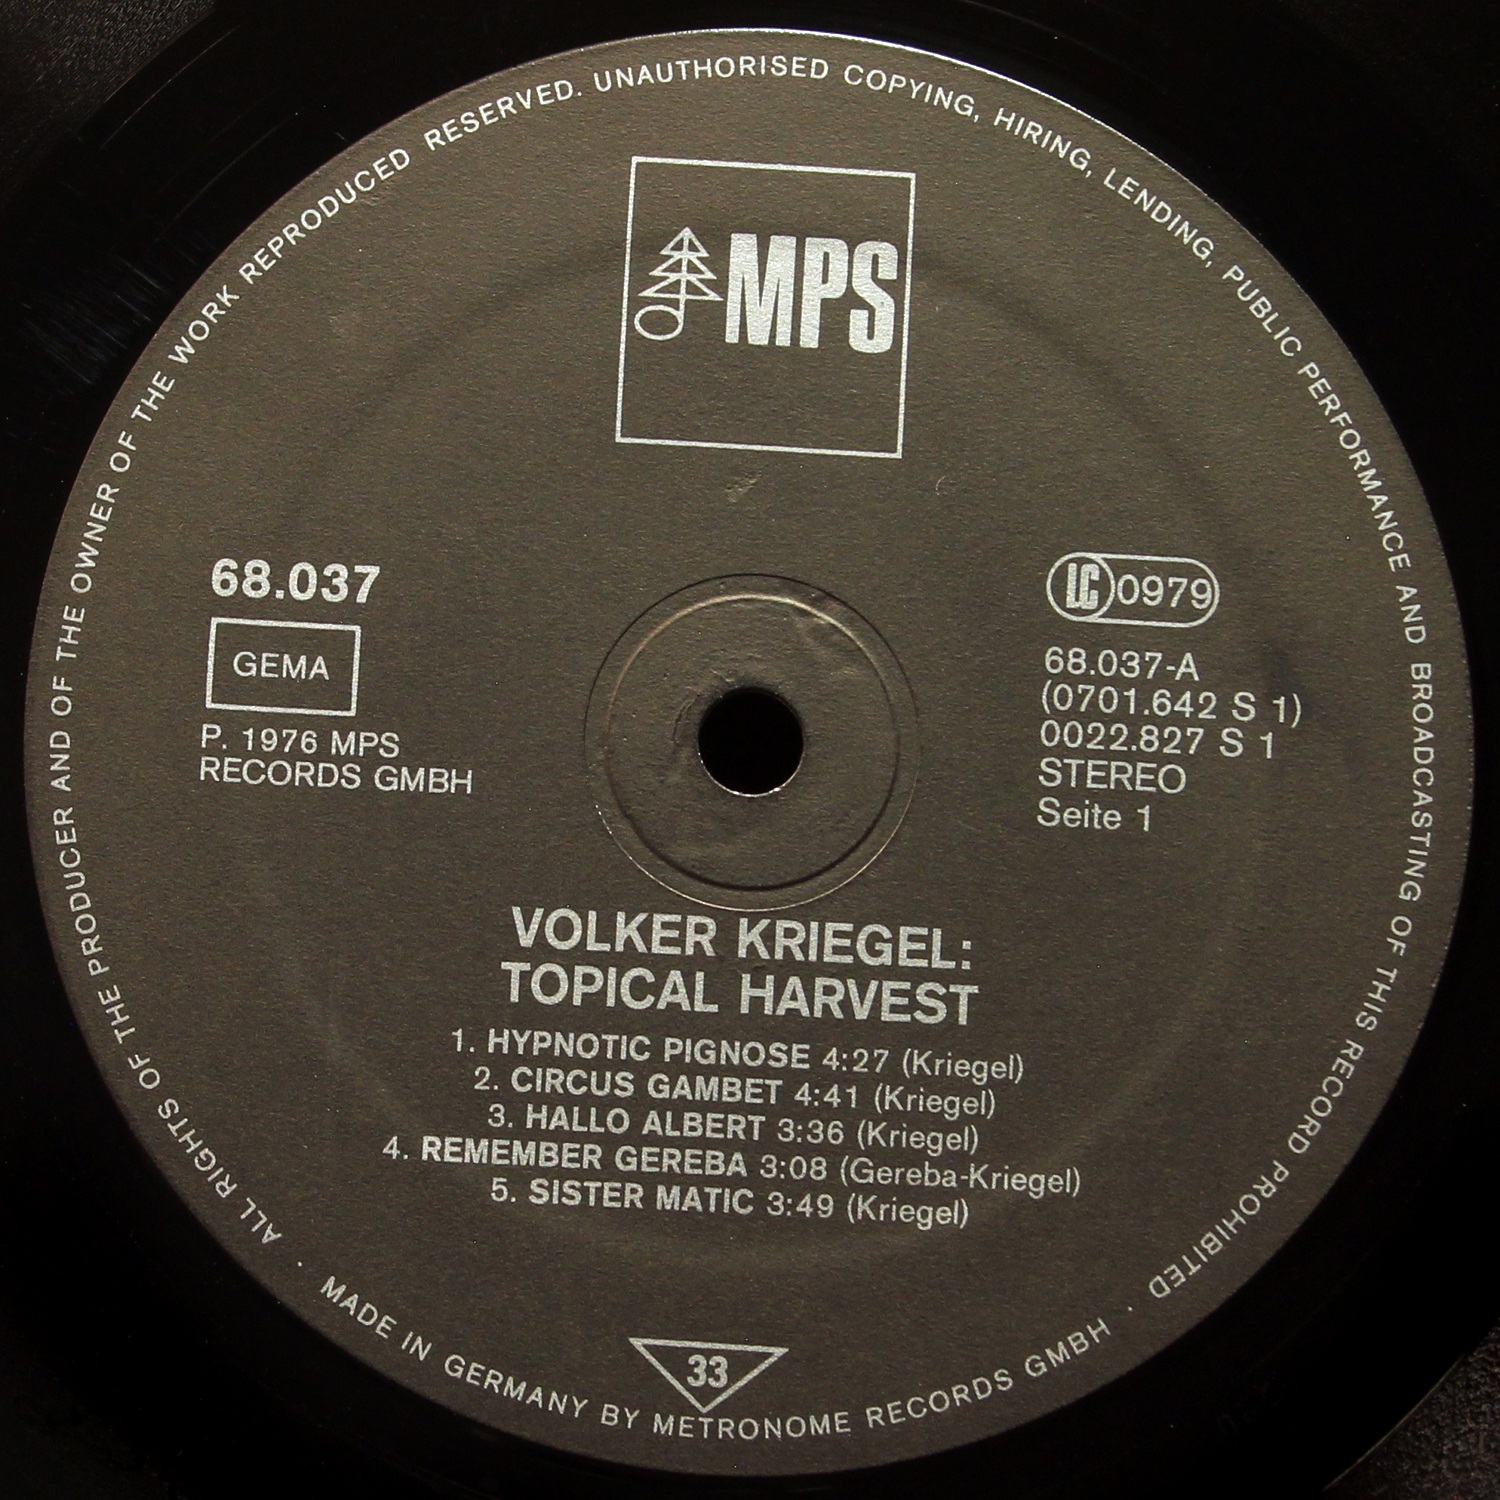 ALL RIGHTS OF THE PRODUCER AND OF THE OWNER OF THE WORK REPRODUCED RESERVED. UNAUTHORISED COPYING, HIRING, LENDING, PUBLIC PERFORMANCE AND BROADCASTING OF THIS RECORD PROHIBITED
MPS
68.037
GEMA
P. 1976 MPS
RECORDS GMBH
LC 0979
68.037-A
(0701.642 S 1)
0022.827 S 1
STEREO
Seite 1
VOLKER KRIEGEL:
TOPICAL HARVEST
1. HYPNOTIC PIGNOSE 4:27 (Kriegel)
2. CIRCUS GAMBET 4:41 (Kriegel)
3. HALLO ALBERT 3:36 (Kriegel)
4. REMEMBER GEREBA 3:08 (Gereba-Kriegel)
5. SISTER MATIC 3:49 (Kriegel)
33
· MADE IN GERMANY BY METRONOME RECORDS GMBH ·